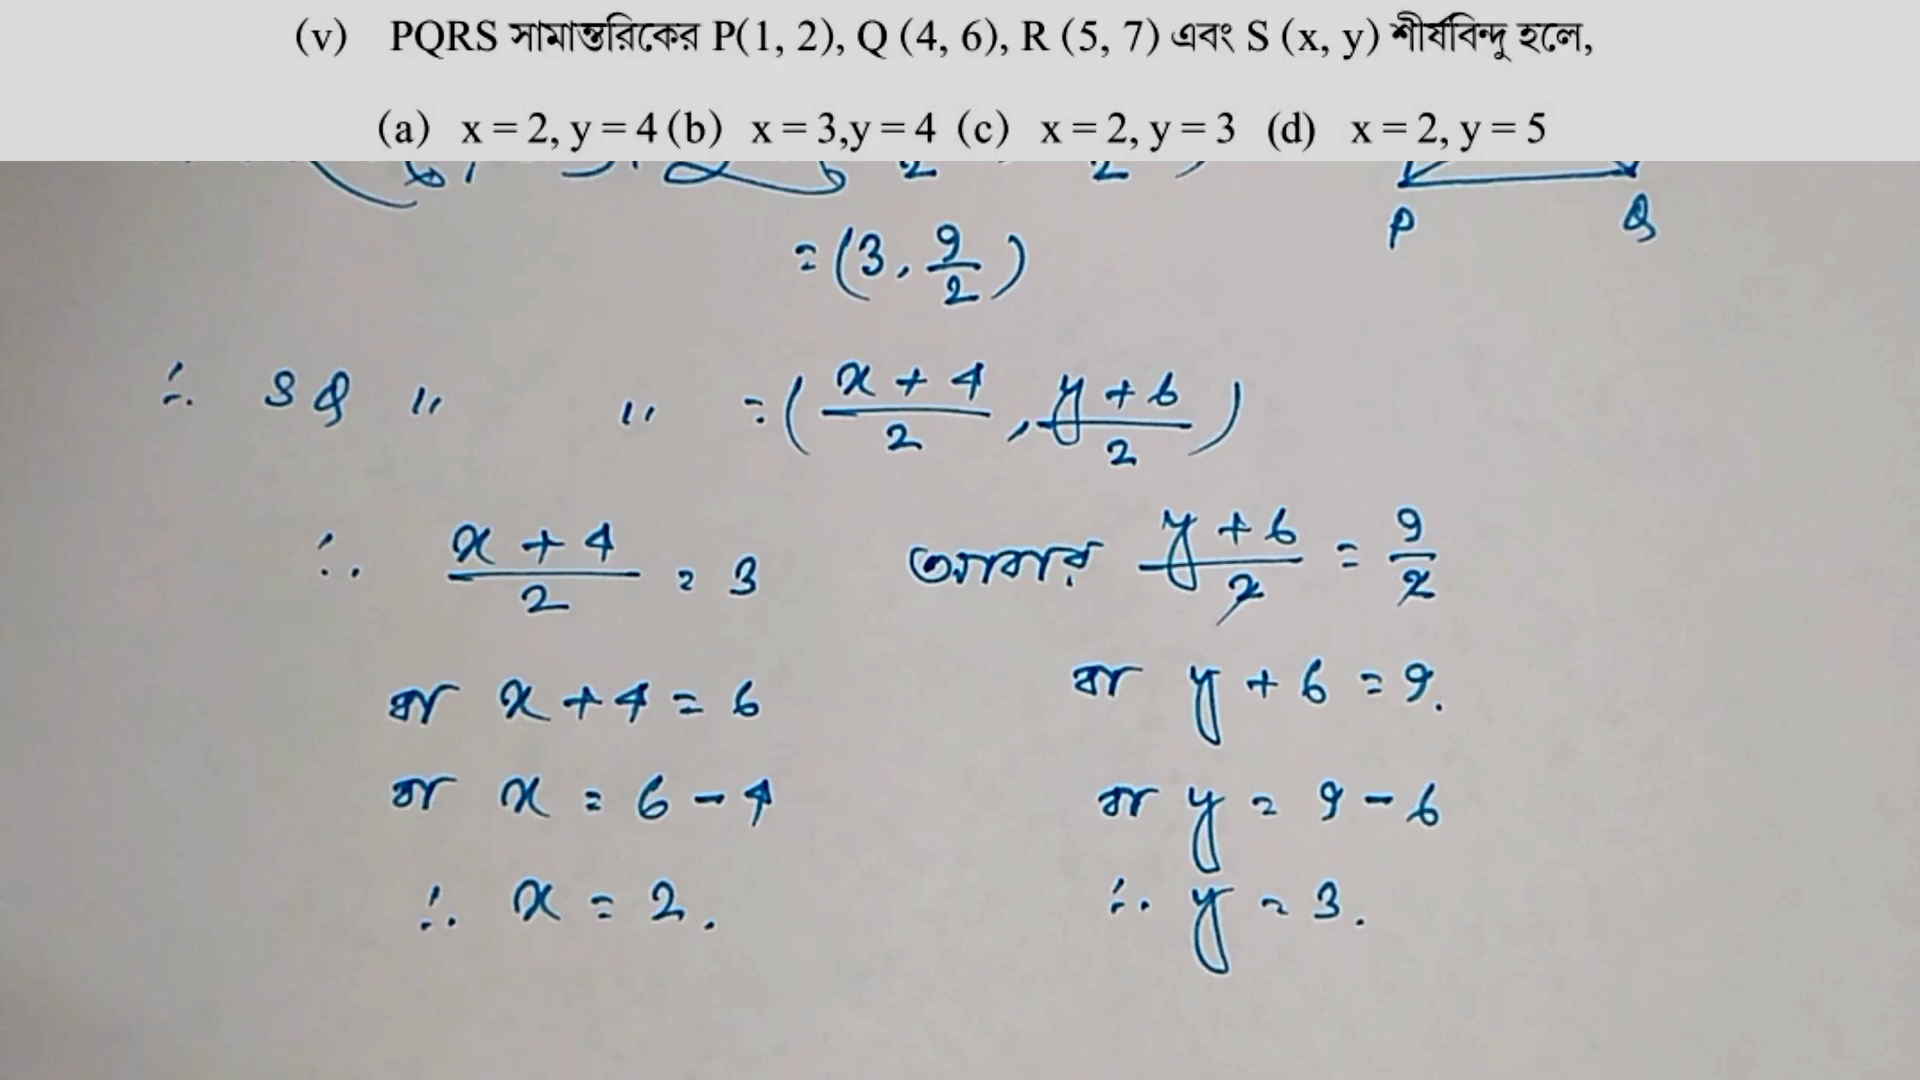 (v) PQRS সামান্তরিকের P(1, 2), Q (4, 6), R (5, 7) এবং S (x, y) শীর্ষবিন্দু হলে,
(a) x = 2, y = 4 (b) x = 3,y = 4 (c) x = 2, y = 3 (d) x = 2, y = 5
P Q
= (3, 9/2)
∴ SQ " " = (x + 4/2, y + 6/2)
∴ x + 4/2 = 3 আবার y + 6/2 = 9/2
বা x + 4 = 6 বা y + 6 = 9.
বা x = 6 - 4 বা y = 9 - 6
∴ x = 2. ∴ y = 3.